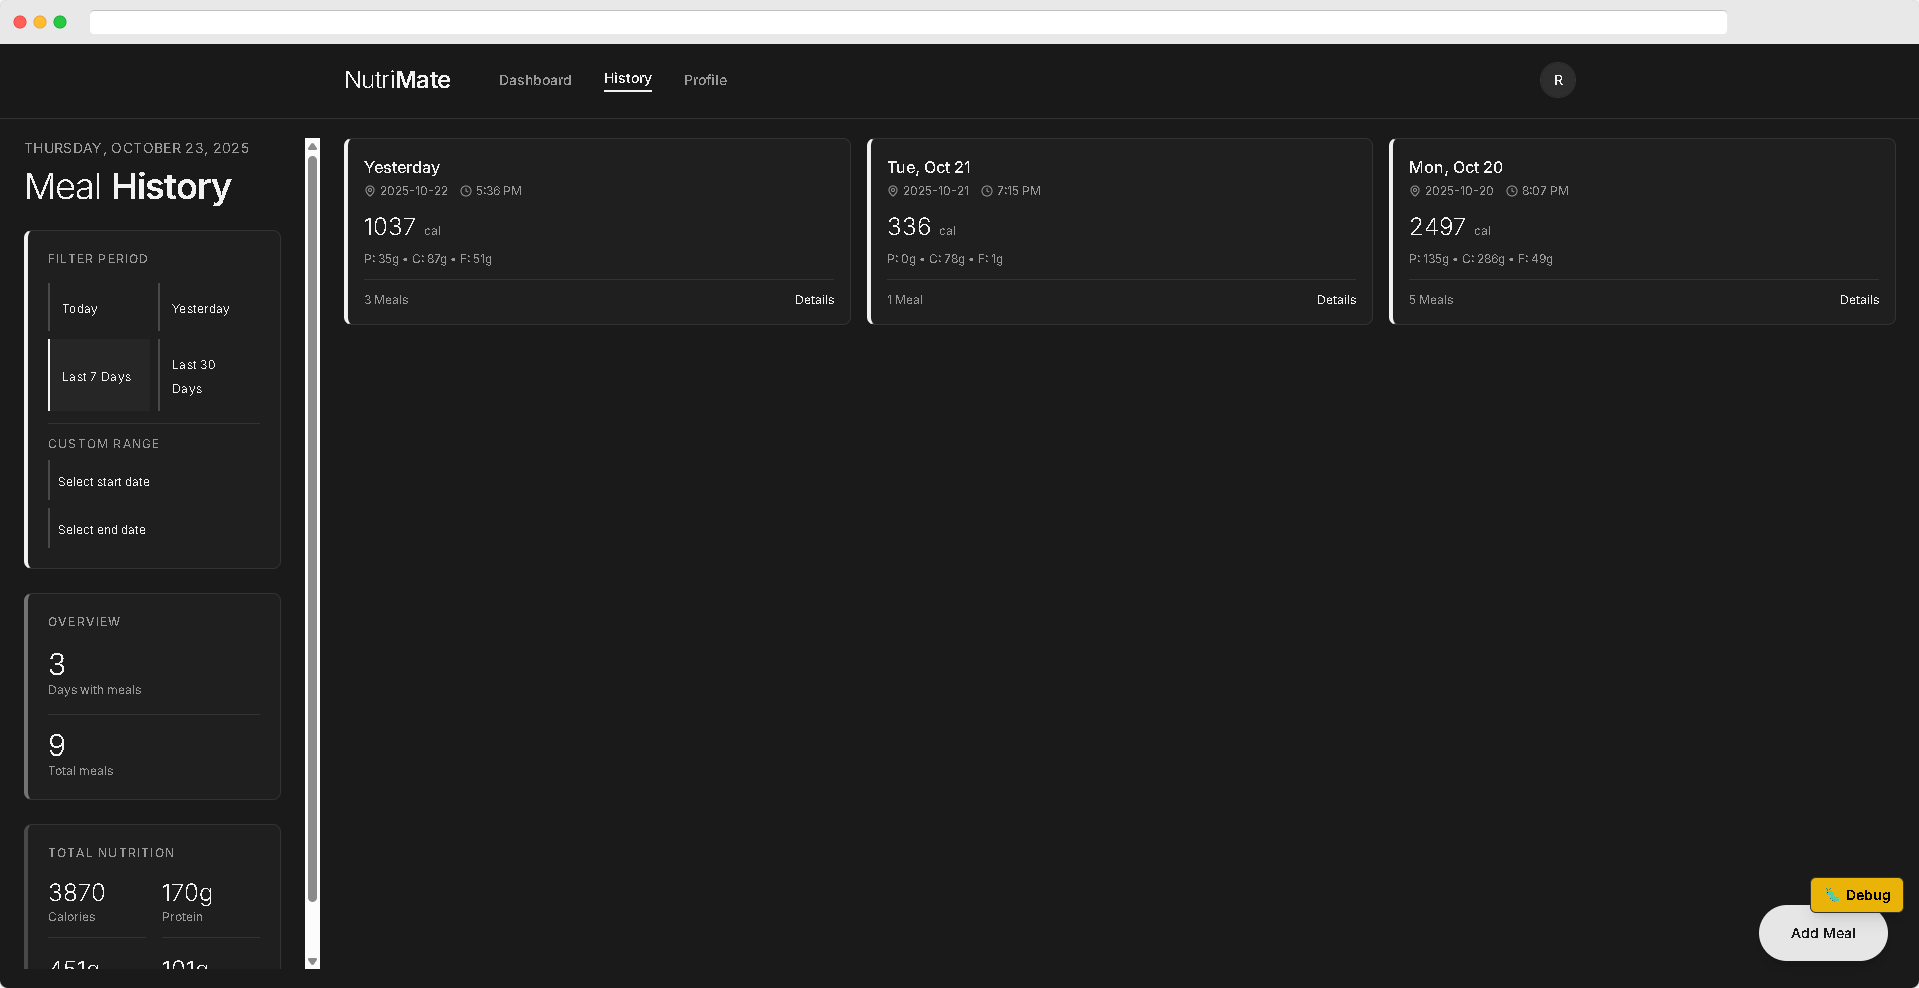 NutriMate
Dashboard
History
Profile
R
THURSDAY, OCTOBER 23, 2025
Meal History
FILTER PERIOD
Today
Yesterday
Last 7 Days
Last 30
Days
CUSTOM RANGE
Select start date
Select end date
OVERVIEW
3
Days with meals
9
Total meals
TOTAL NUTRITION
3870
Calories
170g
Protein
451g
101g
Yesterday
2025-10-22 5:36 PM
1037 cal
P: 35g • C: 87g • F: 51g
3 Meals
Details
Tue, Oct 21
2025-10-21 7:15 PM
336 cal
P: 0g • C: 78g • F: 1g
1 Meal
Details
Mon, Oct 20
2025-10-20 8:07 PM
2497 cal
P: 135g • C: 286g • F: 49g
5 Meals
Details
Debug
Add Meal